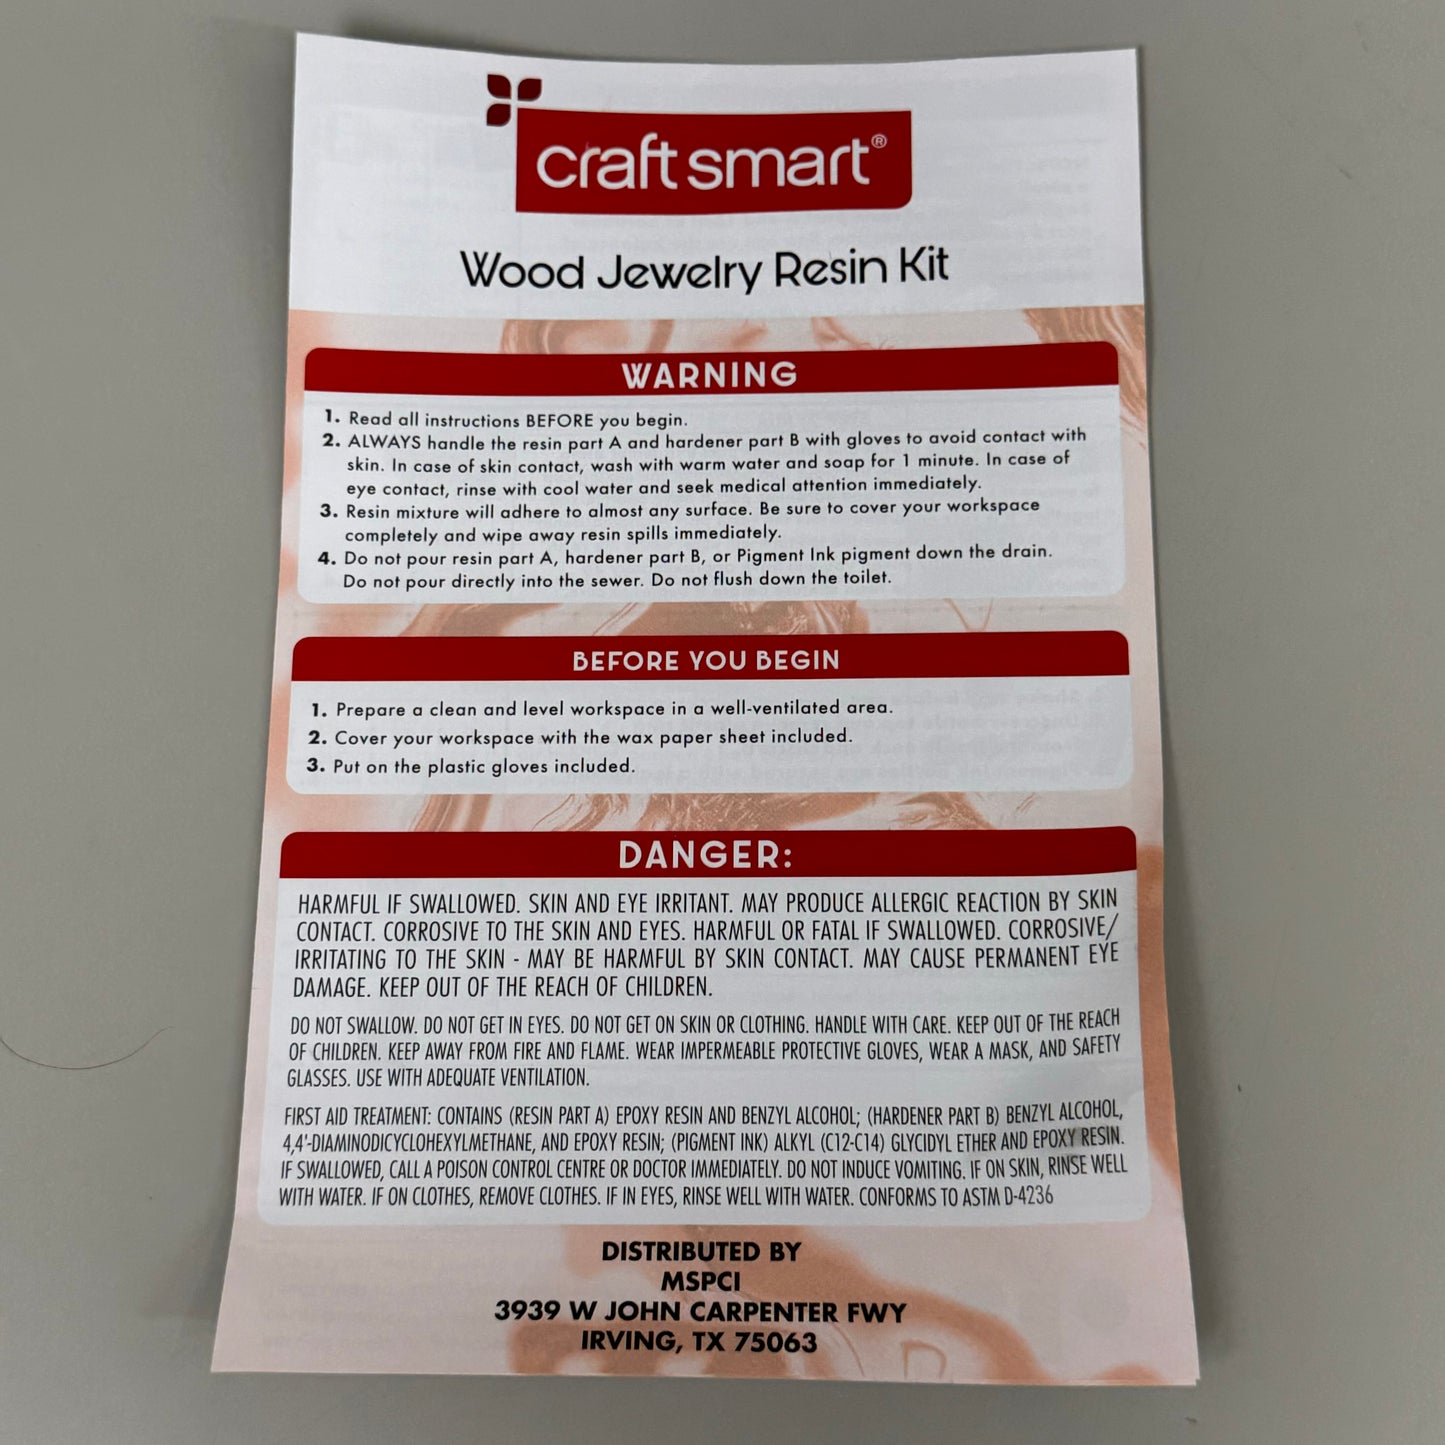 craft smart®
Wood Jewelry Resin Kit
WARNING
1. Read all instructions BEFORE you begin.
2. ALWAYS handle the resin part A and hardener part B with gloves to avoid contact with
skin. In case of skin contact, wash with warm water and soap for 1 minute. In case of
eye contact, rinse with cool water and seek medical attention immediately.
3. Resin mixture will adhere to almost any surface. Be sure to cover your workspace
completely and wipe away resin spills immediately.
4. Do not pour resin part A, hardener part B, or Pigment Ink pigment down the drain.
Do not pour directly into the sewer. Do not flush down the toilet.
BEFORE YOU BEGIN
1. Prepare a clean and level workspace in a well-ventilated area.
2. Cover your workspace with the wax paper sheet included.
3. Put on the plastic gloves included.
DANGER:
HARMFUL IF SWALLOWED. SKIN AND EYE IRRITANT. MAY PRODUCE ALLERGIC REACTION BY SKIN
CONTACT. CORROSIVE TO THE SKIN AND EYES. HARMFUL OR FATAL IF SWALLOWED. CORROSIVE/
IRRITATING TO THE SKIN - MAY BE HARMFUL BY SKIN CONTACT. MAY CAUSE PERMANENT EYE
DAMAGE. KEEP OUT OF THE REACH OF CHILDREN.
DO NOT SWALLOW. DO NOT GET IN EYES. DO NOT GET ON SKIN OR CLOTHING. HANDLE WITH CARE. KEEP OUT OF THE REACH
OF CHILDREN. KEEP AWAY FROM FIRE AND FLAME. WEAR IMPERMEABLE PROTECTIVE GLOVES, WEAR A MASK, AND SAFETY
GLASSES. USE WITH ADEQUATE VENTILATION.
FIRST AID TREATMENT: CONTAINS (RESIN PART A) EPOXY RESIN AND BENZYL ALCOHOL; (HARDENER PART B) BENZYL ALCOHOL,
4,4'-DIAMINODICYCLOHEXYLMETHANE, AND EPOXY RESIN; (PIGMENT INK) ALKYL (C12-C14) GLYCIDYL ETHER AND EPOXY RESIN.
IF SWALLOWED, CALL A POISON CONTROL CENTRE OR DOCTOR IMMEDIATELY. DO NOT INDUCE VOMITING. IF ON SKIN, RINSE WELL
WITH WATER. IF ON CLOTHES, REMOVE CLOTHES. IF IN EYES, RINSE WELL WITH WATER. CONFORMS TO ASTM D-4236
DISTRIBUTED BY
MSPCI
3939 W JOHN CARPENTER FWY
IRVING, TX 75063